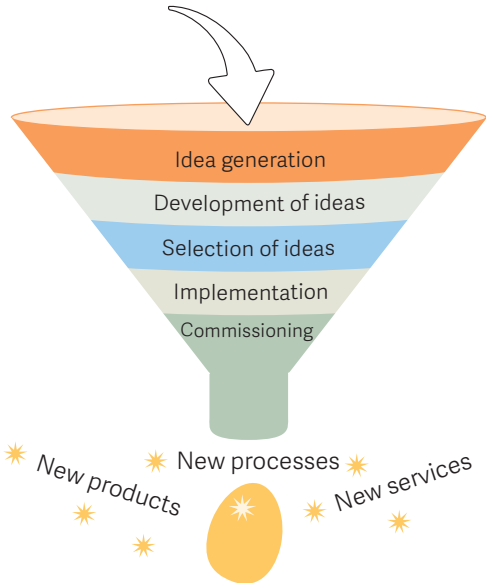 Idea generation
Development of ideas
Selection of ideas
Implementation
Commissioning
New products
New processes
New services